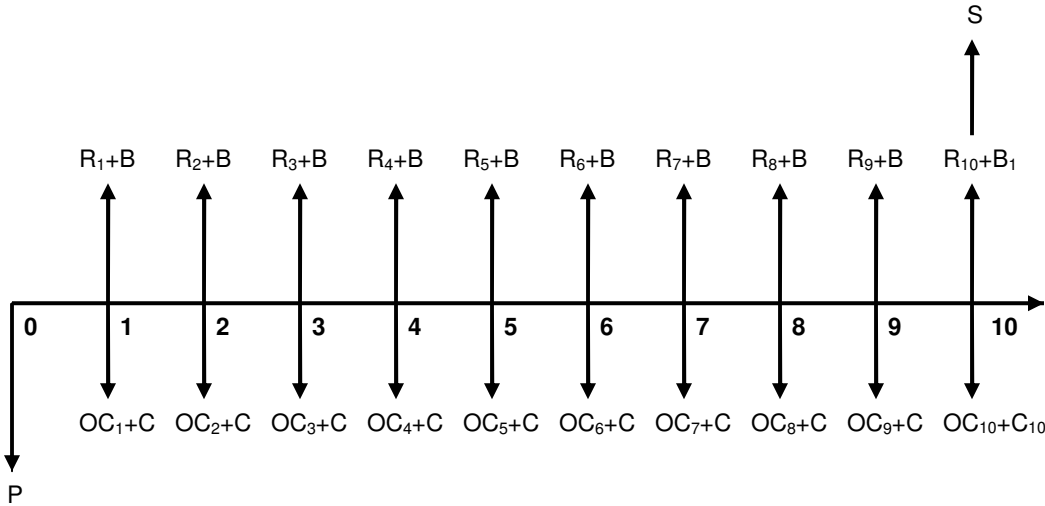 S
R₁+B R₂+B R₃+B R₄+B R₅+B R₆+B R₇+B R₈+B R₉+B R₁₀+B₁
0 1 2 3 4 5 6 7 8 9 10
OC₁+C OC₂+C OC₃+C OC₄+C OC₅+C OC₆+C OC₇+C OC₈+C OC₉+C OC₁₀+C₁₀
P